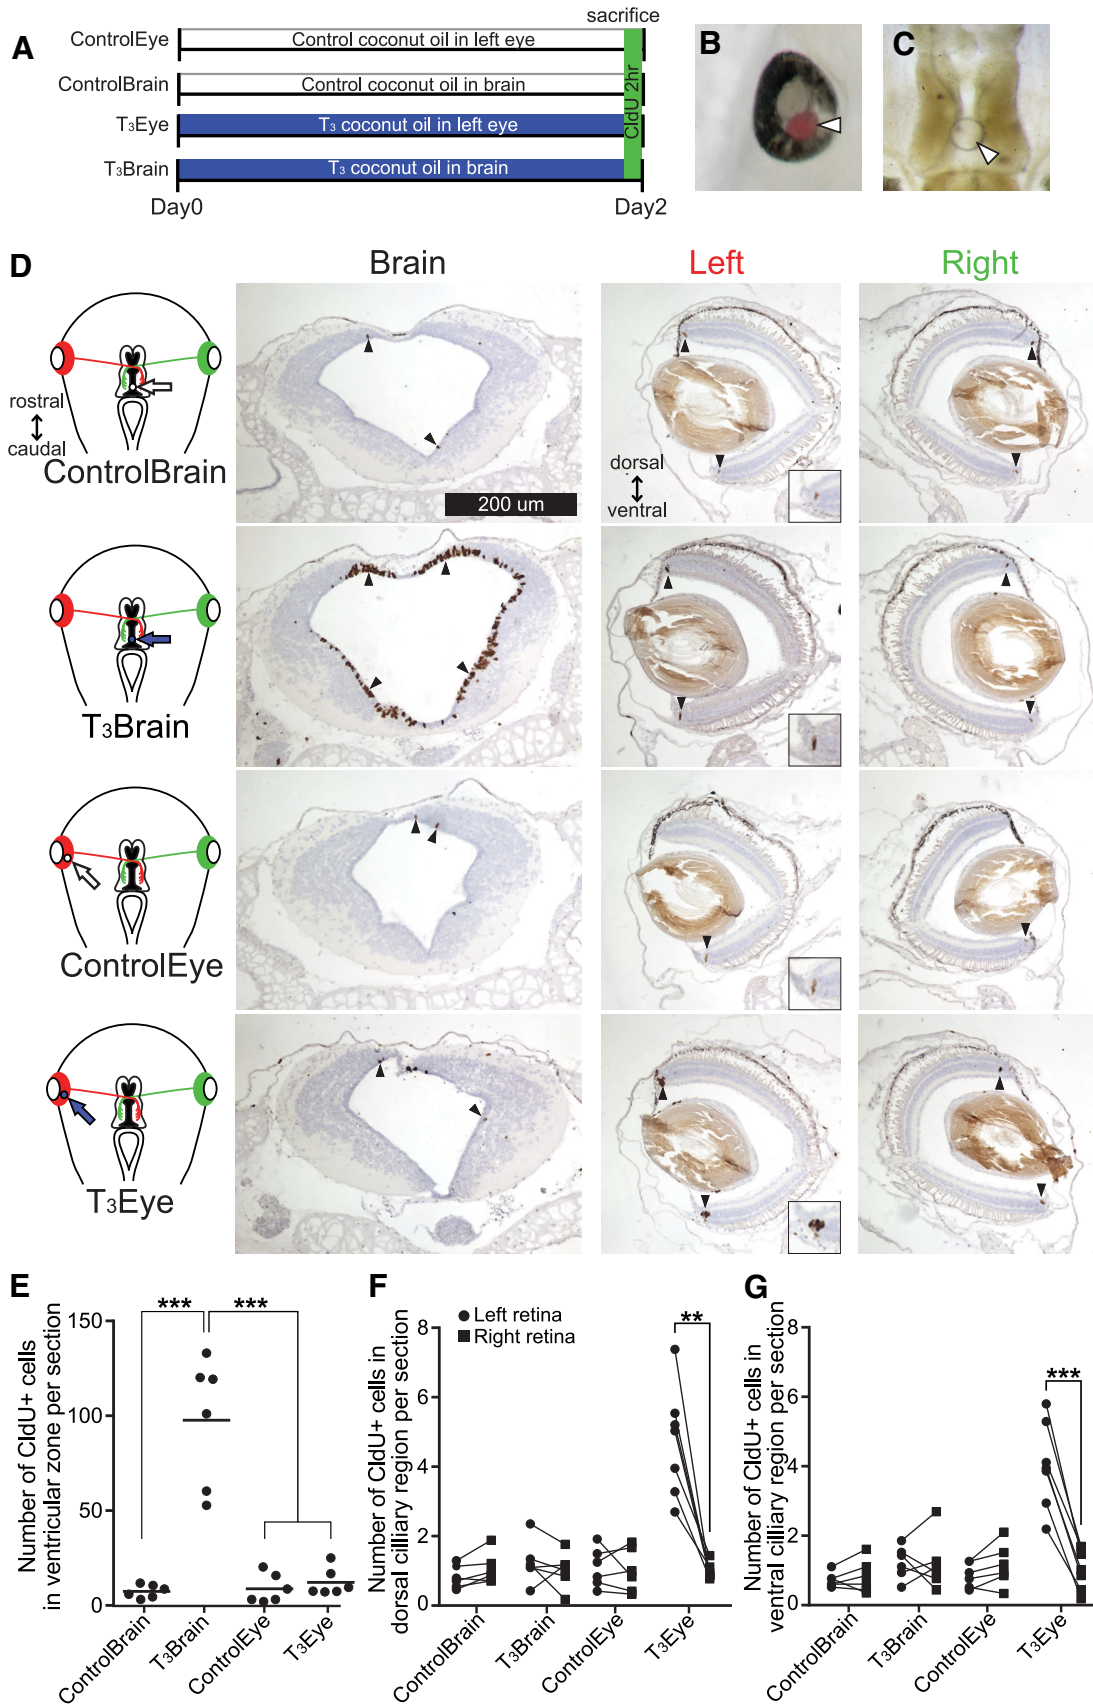 A
sacrifice
ControlEye
Control coconut oil in left eye
ControlBrain
Control coconut oil in brain
T3Eye
T3 coconut oil in left eye
T3Brain
T3 coconut oil in brain
CldU 2hr
Day0
Day2
B
C
D
Brain
Left
Right
rostral
caudal
ControlBrain
200 um
dorsal
ventral
T3Brain
ControlEye
T3Eye
E
Number of CldU+ cells
in ventricular zone per section
150
100
50
0
***
***
ControlBrain
T3Brain
ControlEye
T3Eye
F
Number of CldU+ cells in
dorsal cilliary region per section
8
6
4
2
0
Left retina
Right retina
**
ControlBrain
T3Brain
ControlEye
T3Eye
G
Number of CldU+ cells in
ventral cilliary region per section
8
6
4
2
0
***
ControlBrain
T3Brain
ControlEye
T3Eye